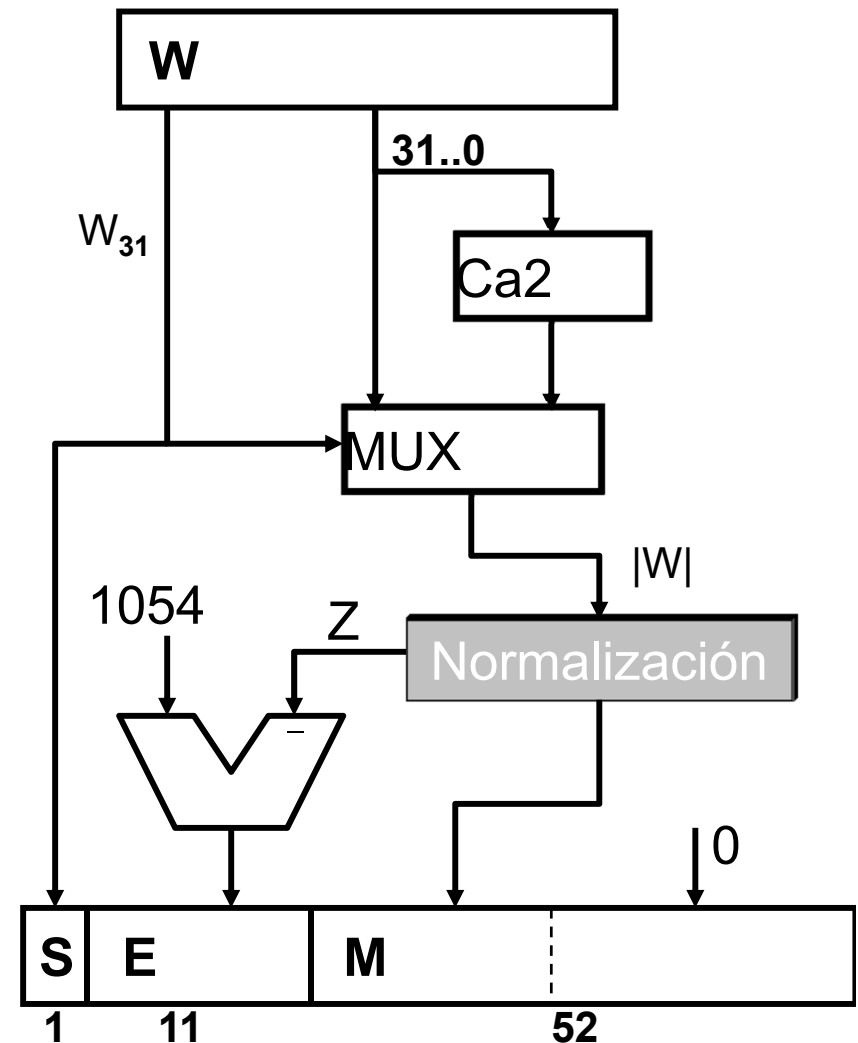 W
31..0
W31
Ca2
MUX
|W|
1054
Z
Normalización
–
0
S E M
1 11 52